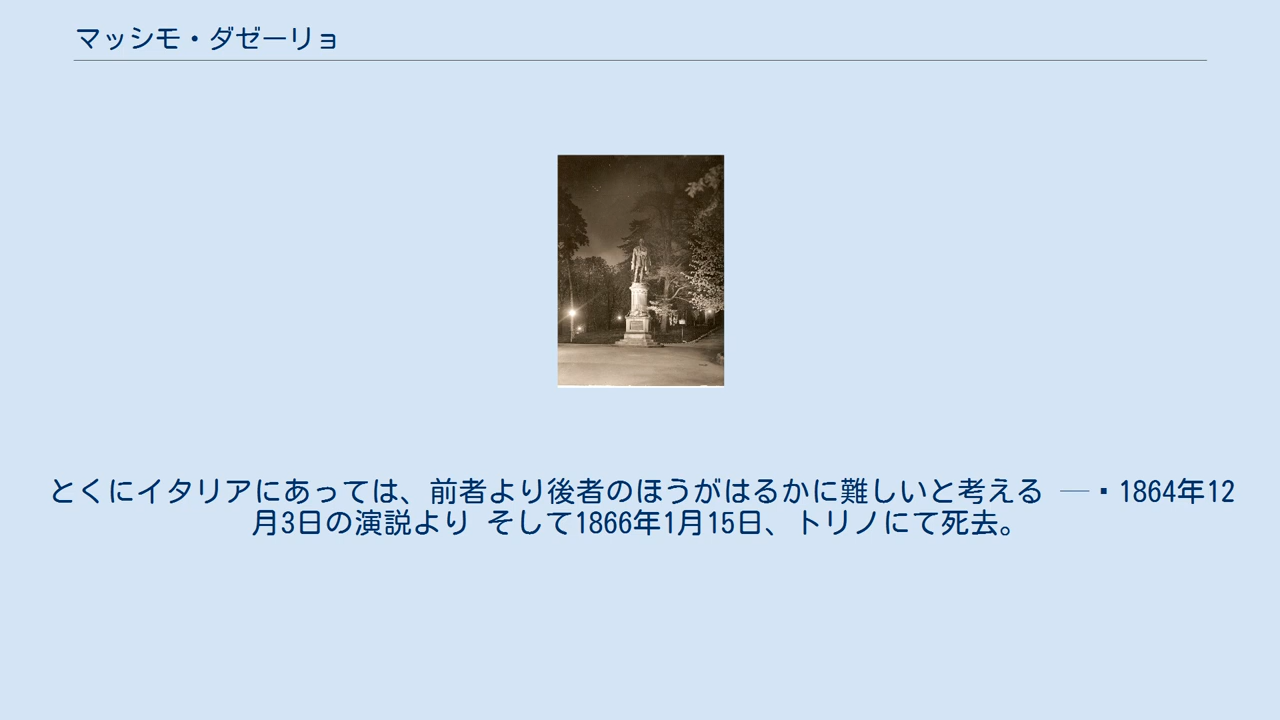 マッシモ・ダゼーリョ
とくにイタリアにあっては、前者より後者のほうがはるかに難しいと考える ─▪1864年12
月3日の演説より そして1866年1月15日、トリノにて死去。